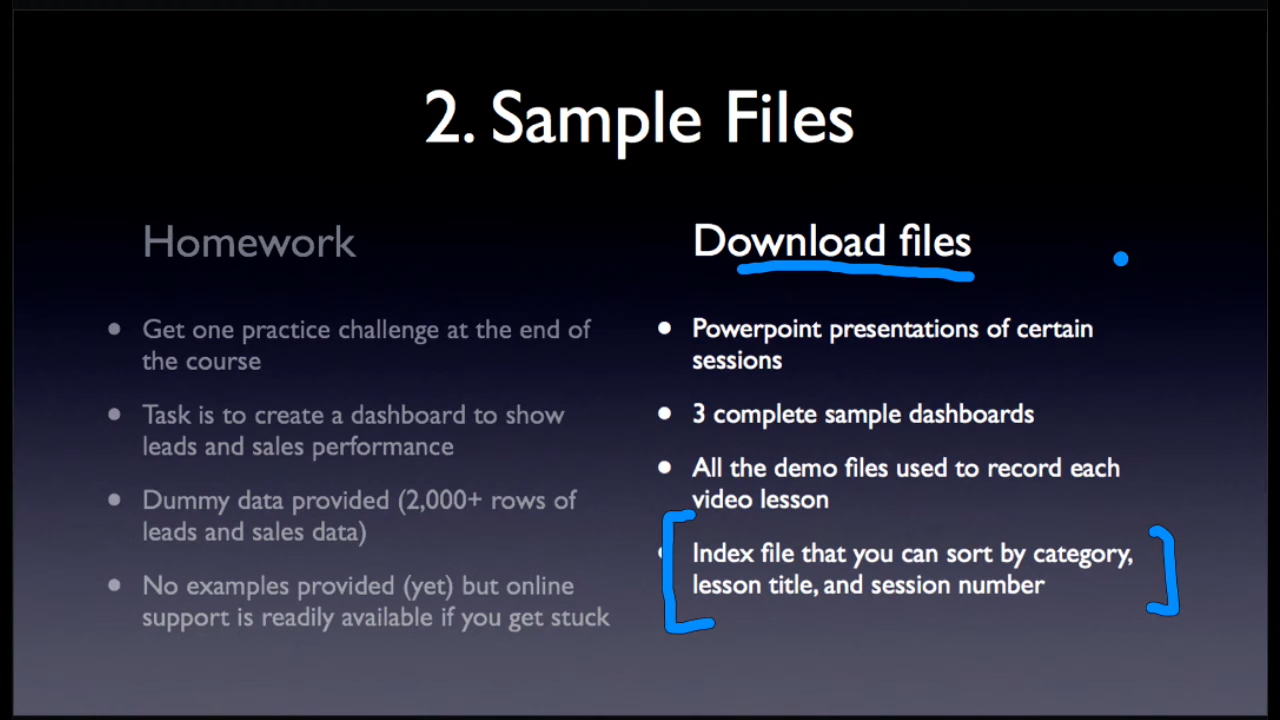 2. Sample Files
Homework
• Get one practice challenge at the end of
the course
• Task is to create a dashboard to show
leads and sales performance
• Dummy data provided (2,000+ rows of
leads and sales data)
• No examples provided (yet) but online
support is readily available if you get stuck
Download files
• Powerpoint presentations of certain
sessions
• 3 complete sample dashboards
• All the demo files used to record each
video lesson
• Index file that you can sort by category,
lesson title, and session number